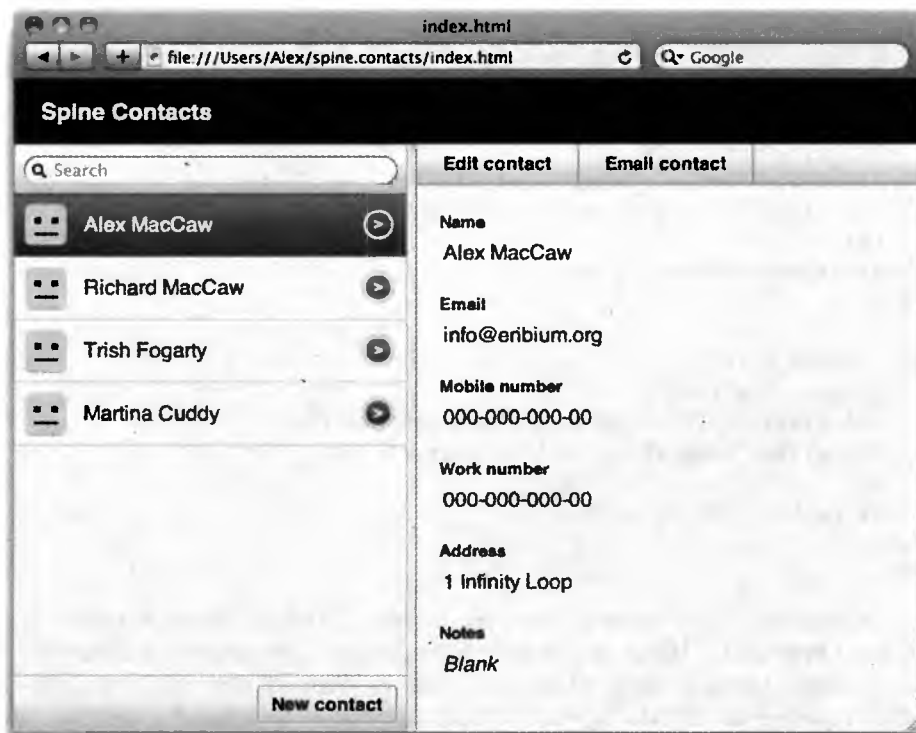 index.html
file:///Users/Alex/spine.contacts/index.html
Google
Spine Contacts
Search
Edit contact
Email contact
Alex MacCaw
Richard MacCaw
Trish Fogarty
Martina Cuddy
New contact
Name
Alex MacCaw
Email
info@eribium.org
Mobile number
000-000-000-00
Work number
000-000-000-00
Address
1 Infinity Loop
Notes
Blank